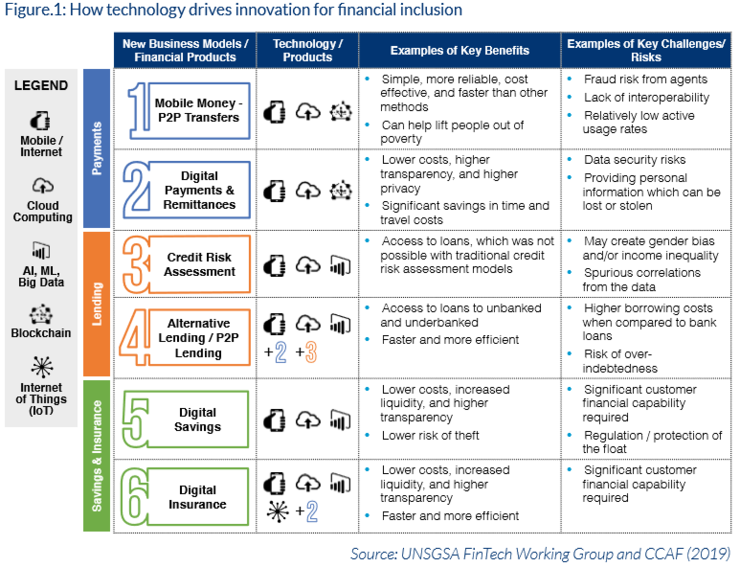 Figure.1: How technology drives innovation for financial inclusion
LEGEND
Mobile /
Internet
Cloud
Computing
AI, ML,
Big Data
Blockchain
Internet
of Things
(IoT)
New Business Models /
Financial Products
Technology /
Products
Examples of Key Benefits
Examples of Key Challenges/
Risks
Payments
1
Mobile Money -
P2P Transfers
• Simple, more reliable, cost
effective, and faster than other
methods
• Can help lift people out of
poverty
• Fraud risk from agents
• Lack of interoperability
• Relatively low active
usage rates
2
Digital
Payments &
Remittances
• Lower costs, higher
transparency, and higher
privacy
• Significant savings in time and
travel costs
• Data security risks
• Providing personal
information which can be
lost or stolen
Lending
3
Credit Risk
Assessment
• Access to loans, which was not
possible with traditional credit
risk assessment models
• May create gender bias
and/or income inequality
• Spurious correlations
from the data
4
Alternative
Lending / P2P
Lending
+2 +3
• Access to loans to unbanked
and underbanked
• Faster and more efficient
• Higher borrowing costs
when compared to bank
loans
• Risk of over-
indebtedness
Savings & Insurance
5
Digital
Savings
• Lower costs, increased
liquidity, and higher
transparency
• Lower risk of theft
• Significant customer
financial capability
required
• Regulation / protection of
the float
6
Digital
Insurance
+2
• Lower costs, increased
liquidity, and higher
transparency
• Faster and more efficient
• Significant customer
financial capability
required
Source: UNSGSA FinTech Working Group and CCAF (2019)